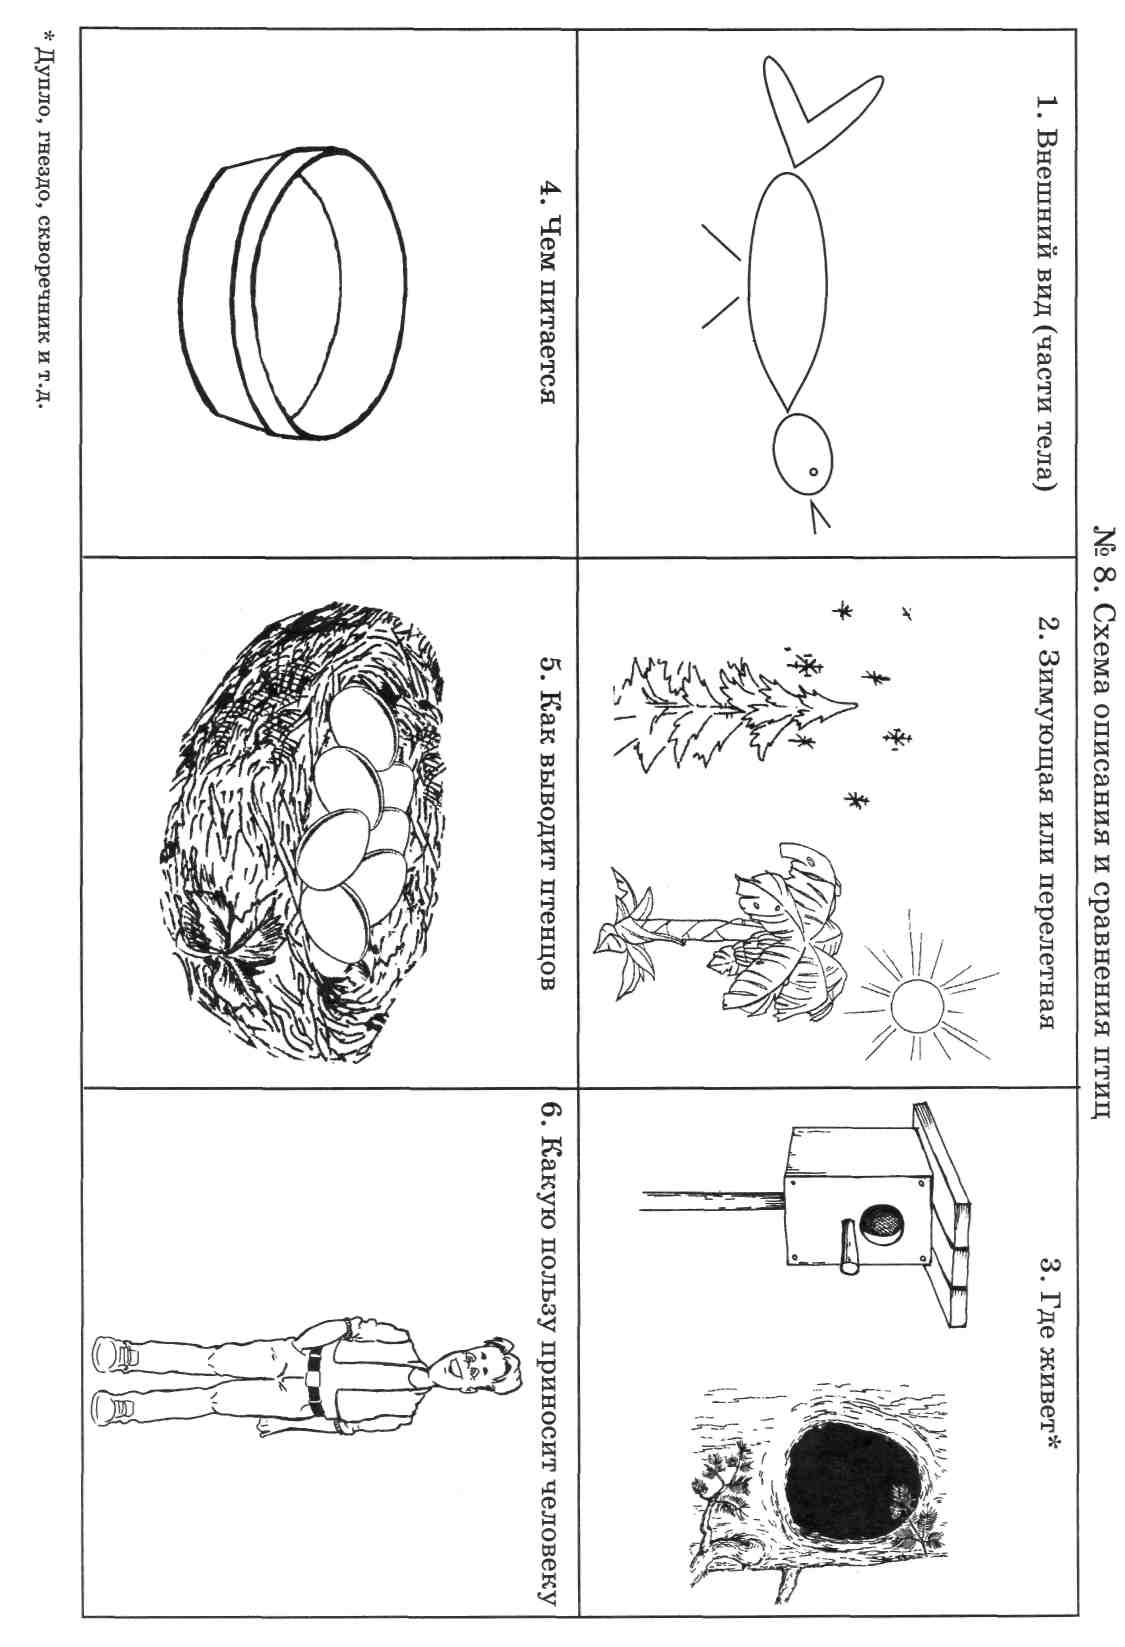 № 8. Схема описания и сравнения птиц
1. Внешний вид (части тела)
2. Зимующая или перелетная
3. Где живет*
4. Чем питается
5. Как выводит птенцов
6. Какую пользу приносит человеку
* Дупло, гнездо, скворечник и т.д.